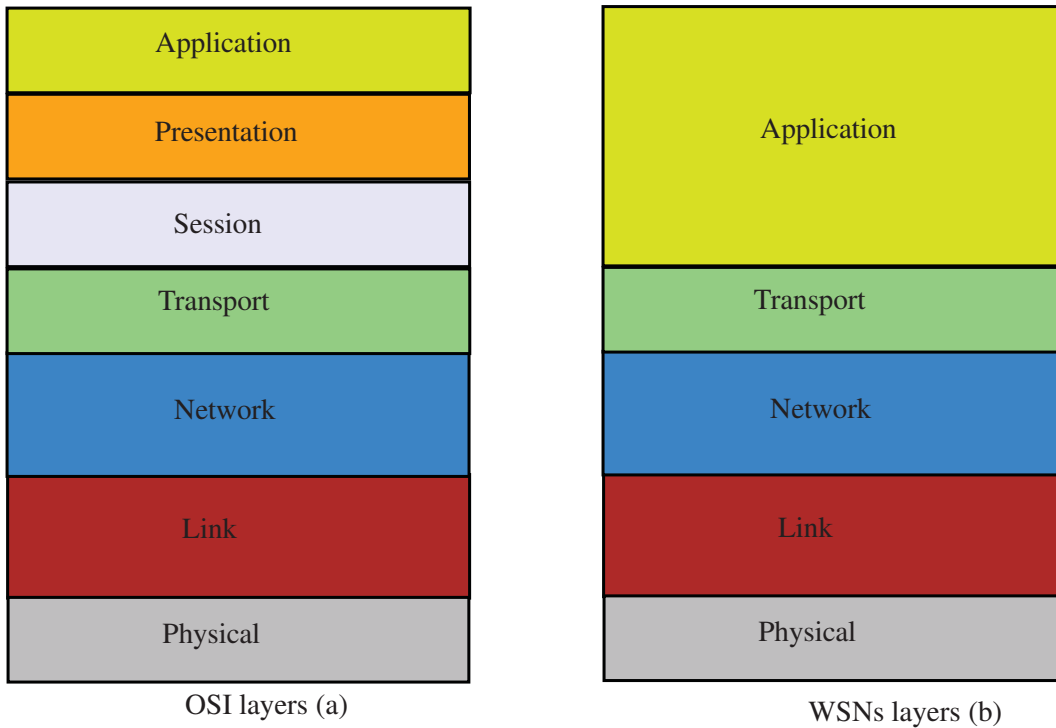 Application
Presentation
Session
Transport
Network
Link
Physical
OSI layers (a)
Application
Transport
Network
Link
Physical
WSNs layers (b)